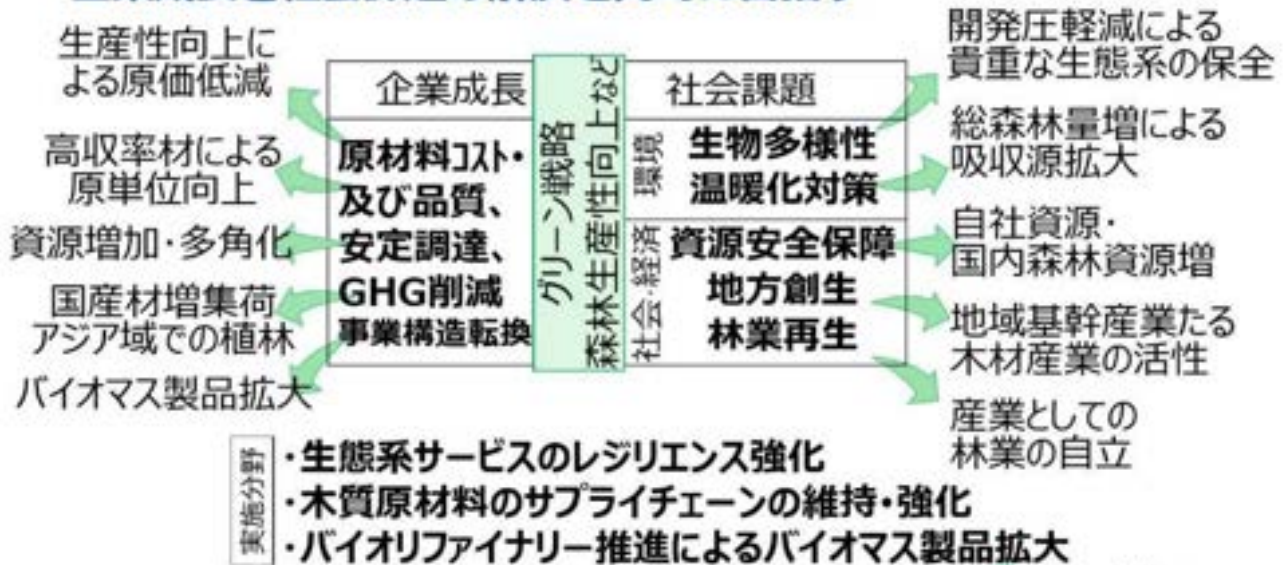 生産性向上に
よる原価低減
高収率材による
原単位向上
資源増加・多角化
国産材増集荷
アジア域での植林
バイオマス製品拡大
企業成長
原材料コスト・
及び品質、
安定調達、
GHG削減
事業構造転換
グリーン戦略
森林生産性向上など
社会課題
環境
生物多様性
温暖化対策
社会・経済
資源安全保障
地方創生
林業再生
開発圧軽減による
貴重な生態系の保全
総森林量増による
吸収源拡大
自社資源・
国内森林資源増
地域基幹産業たる
木材産業の活性
産業としての
林業の自立
実施分野
・生態系サービスのレジリエンス強化
・木質原材料のサプライチェーンの維持・強化
・バイオリファイナリー推進によるバイオマス製品拡大